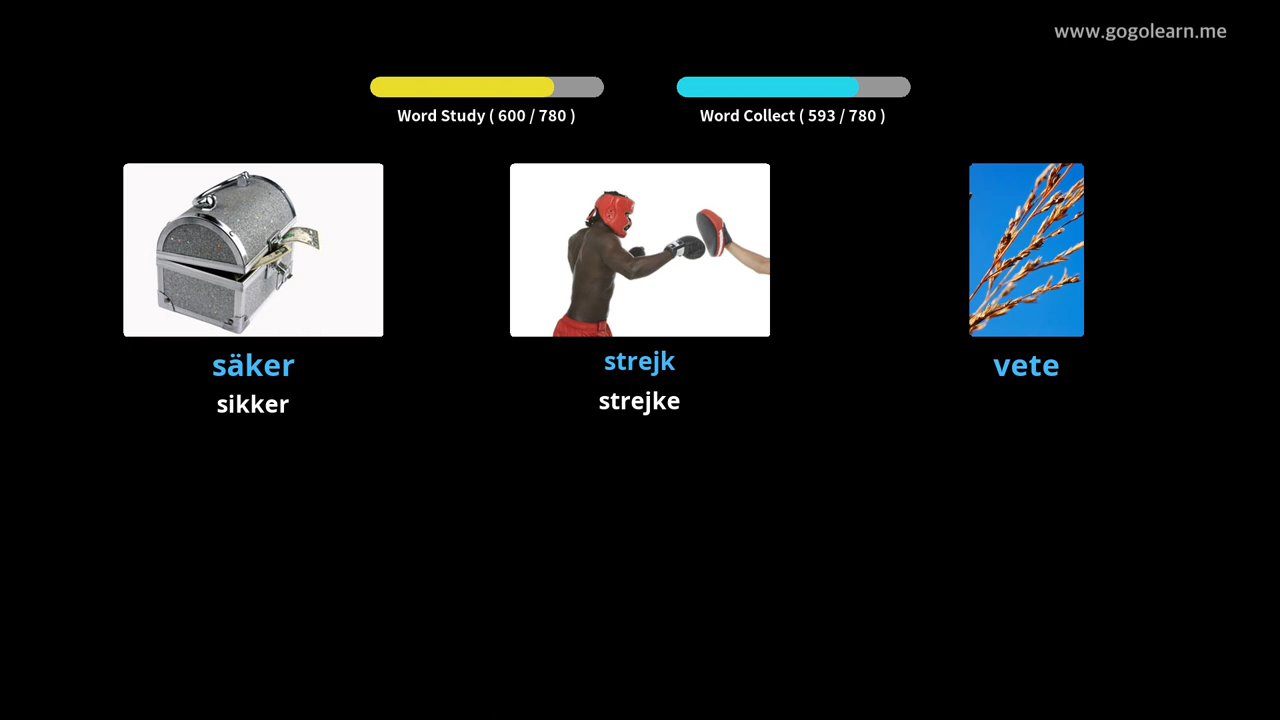 www.gogolearn.me
Word Study ( 600 / 780 )
Word Collect ( 593 / 780 )
säker
strejk
vete
sikker
strejke